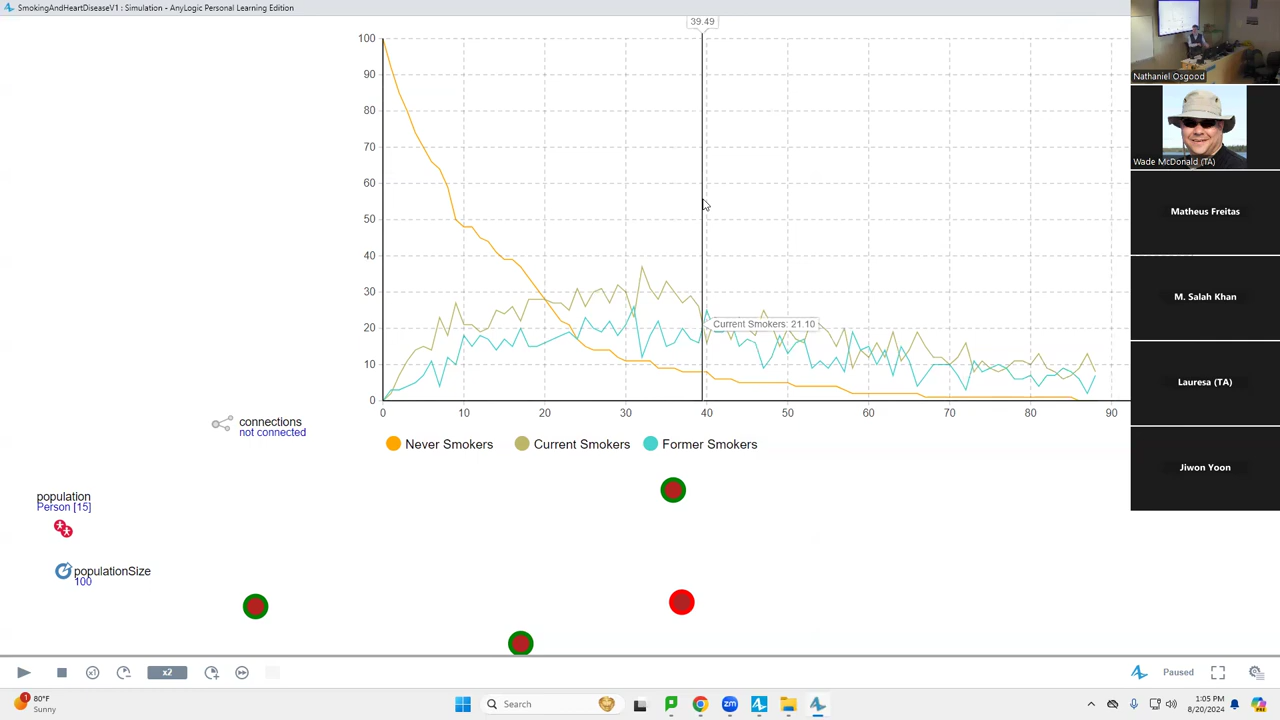 SmokingAndHeartDiseaseV1 : Simulation - AnyLogic Personal Learning Edition
39.49
100
90
80
70
60
50
40
30
20
10
0
Current Smokers: 21.10
0 10 20 30 40 50 60 70 80 90
Never Smokers Current Smokers Former Smokers
connections
not connected
population
Person [15]
populationSize
100
Nathaniel Osgood
Wade McDonald (TA)
Matheus Freitas
M. Salah Khan
Lauresa (TA)
Jiwon Yoon
x1
x2
Paused
1
80°F
Sunny
Search
zm
1:05 PM
8/20/2024